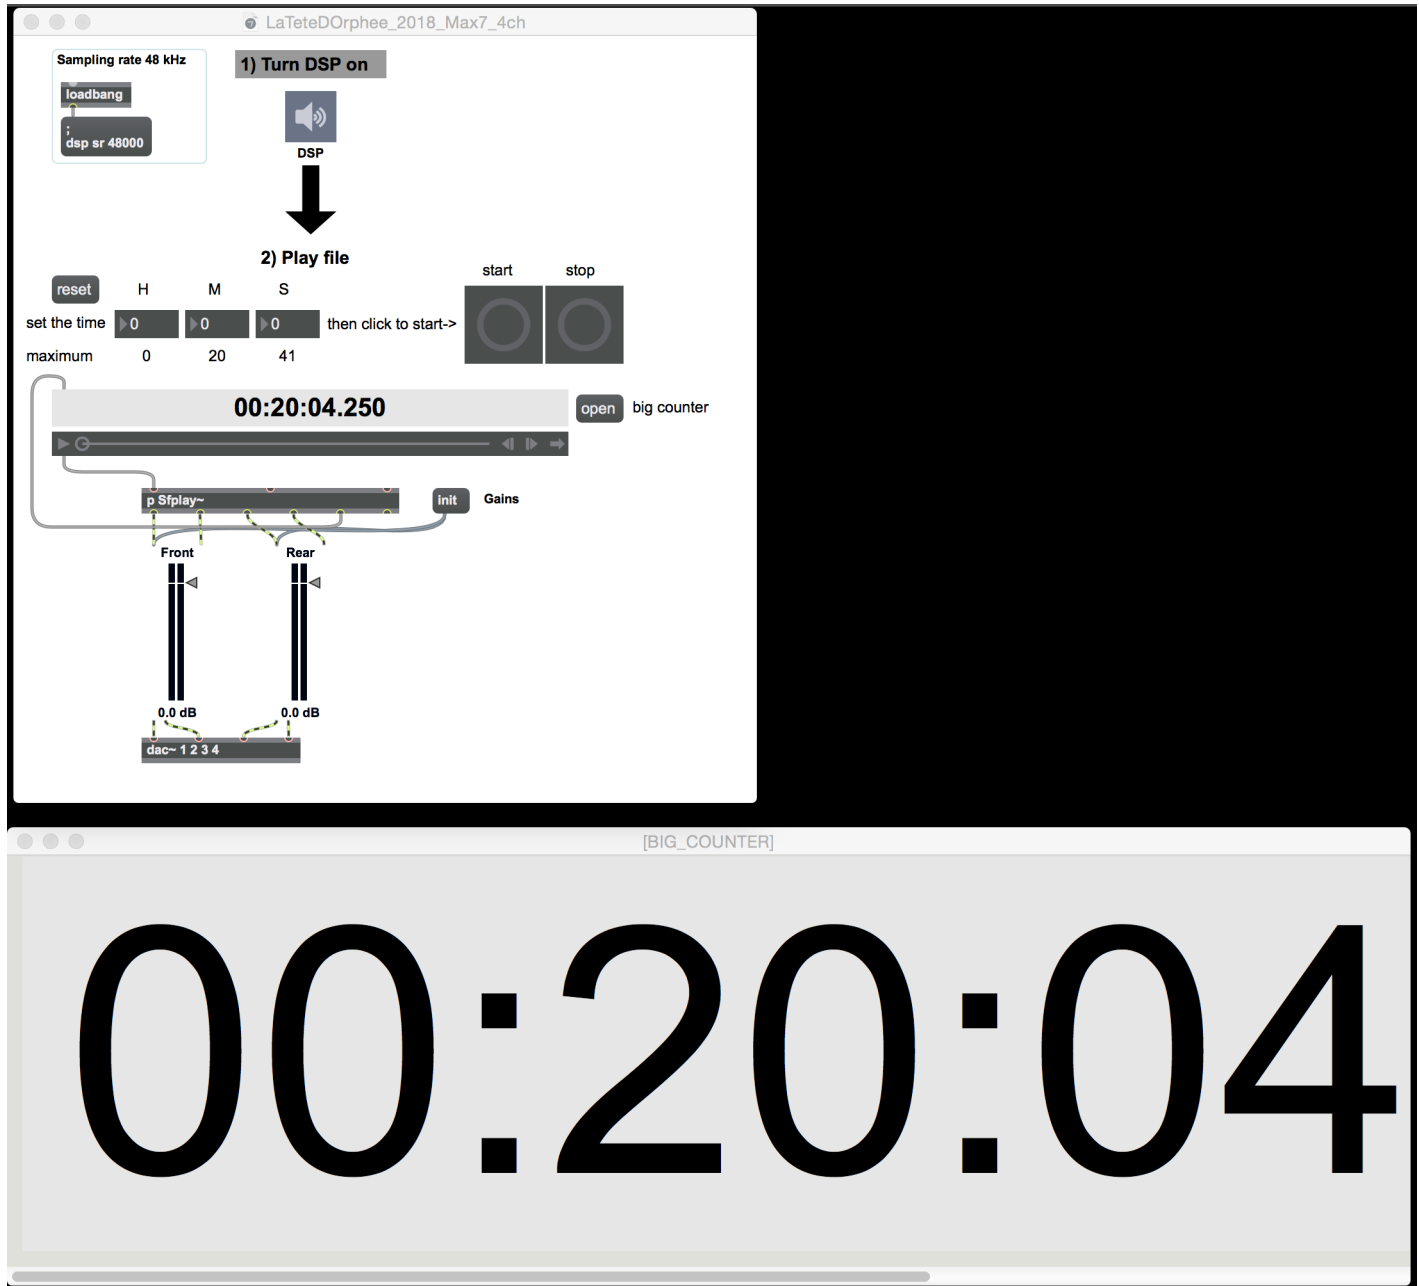 LaTeteDOrphee_2018_Max7_4ch
Sampling rate 48 kHz
loadbang
;
dsp sr 48000
1) Turn DSP on
DSP
2) Play file
start stop
reset H M S
set the time 0 0 0 then click to start->
maximum 0 20 41
00:20:04.250
open big counter
p Sfplay~
init Gains
Front Rear
0.0 dB 0.0 dB
dac~ 1 2 3 4
[BIG_COUNTER]
00:20:04